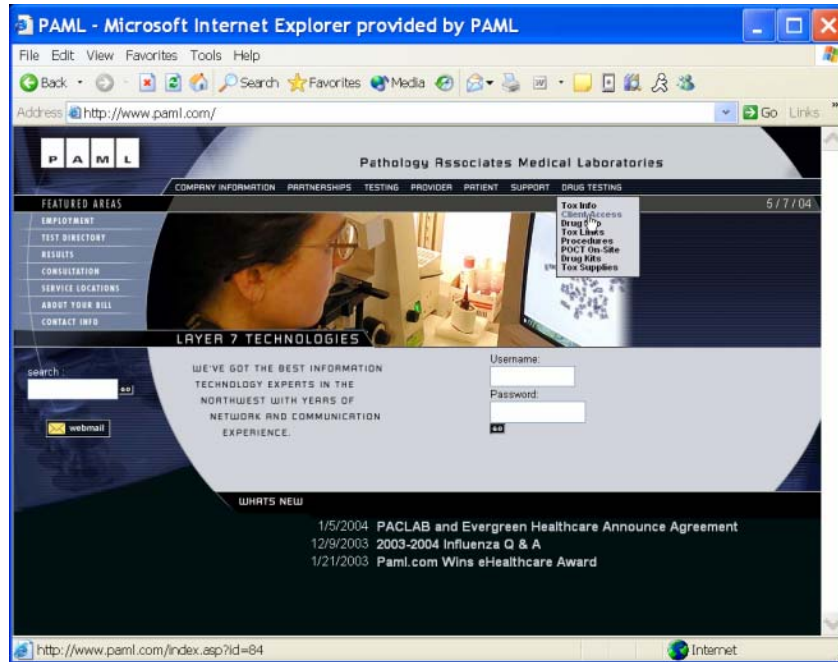 PAML - Microsoft Internet Explorer provided by PAML
File Edit View Favorites Tools Help
Back Search Favorites Media
Address http://www.paml.com/ Go Links »
PAML
Pathology Associates Medical Laboratories
COMPANY INFORMATION PARTNERSHIPS TESTING PROVIDER PATIENT SUPPORT DRUG TESTING
FEATURED AREAS
5/7/04
EMPLOYMENT
TEST DIRECTORY
RESULTS
CONSULTATION
SERVICE LOCATIONS
ABOUT YOUR BILL
CONTACT INFO
Tox Info
Client Access
Drug
Tox Links
Procedures
POCT On-Site
Drug Kits
Tox Supplies
LAYER 7 TECHNOLOGIES
WE'VE GOT THE BEST INFORMATION
TECHNOLOGY EXPERTS IN THE
NORTHWEST WITH YEARS OF
NETWORK AND COMMUNICATION
EXPERIENCE.
search :
GO
webmail
Username:
Password:
GO
WHATS NEW
1/5/2004 PACLAB and Evergreen Healthcare Announce Agreement
12/9/2003 2003-2004 Influenza Q & A
1/21/2003 Paml.com Wins eHealthcare Award
http://www.paml.com/index.asp?id=84
Internet